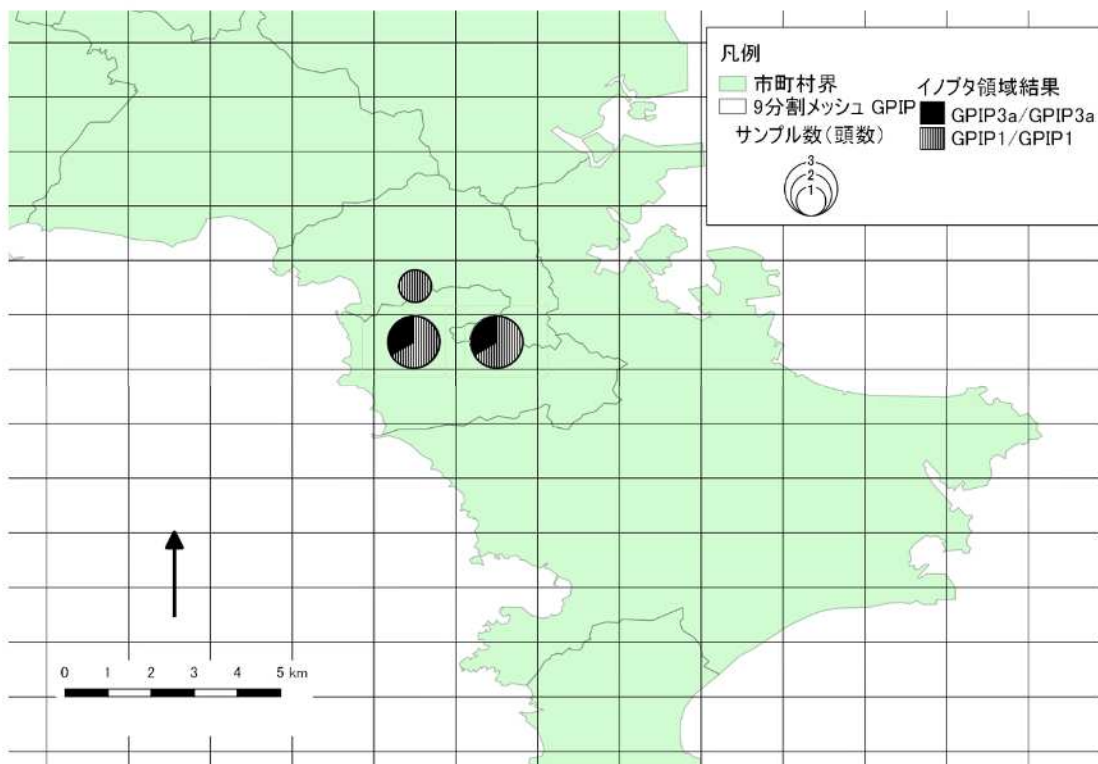 凡例
市町村界
9分割メッシュ GPIP
サンプル数(頭数)
3
2
1
イノブタ領域結果
GPIP3a/GPIP3a
GPIP1/GPIP1
0 1 2 3 4 5 km